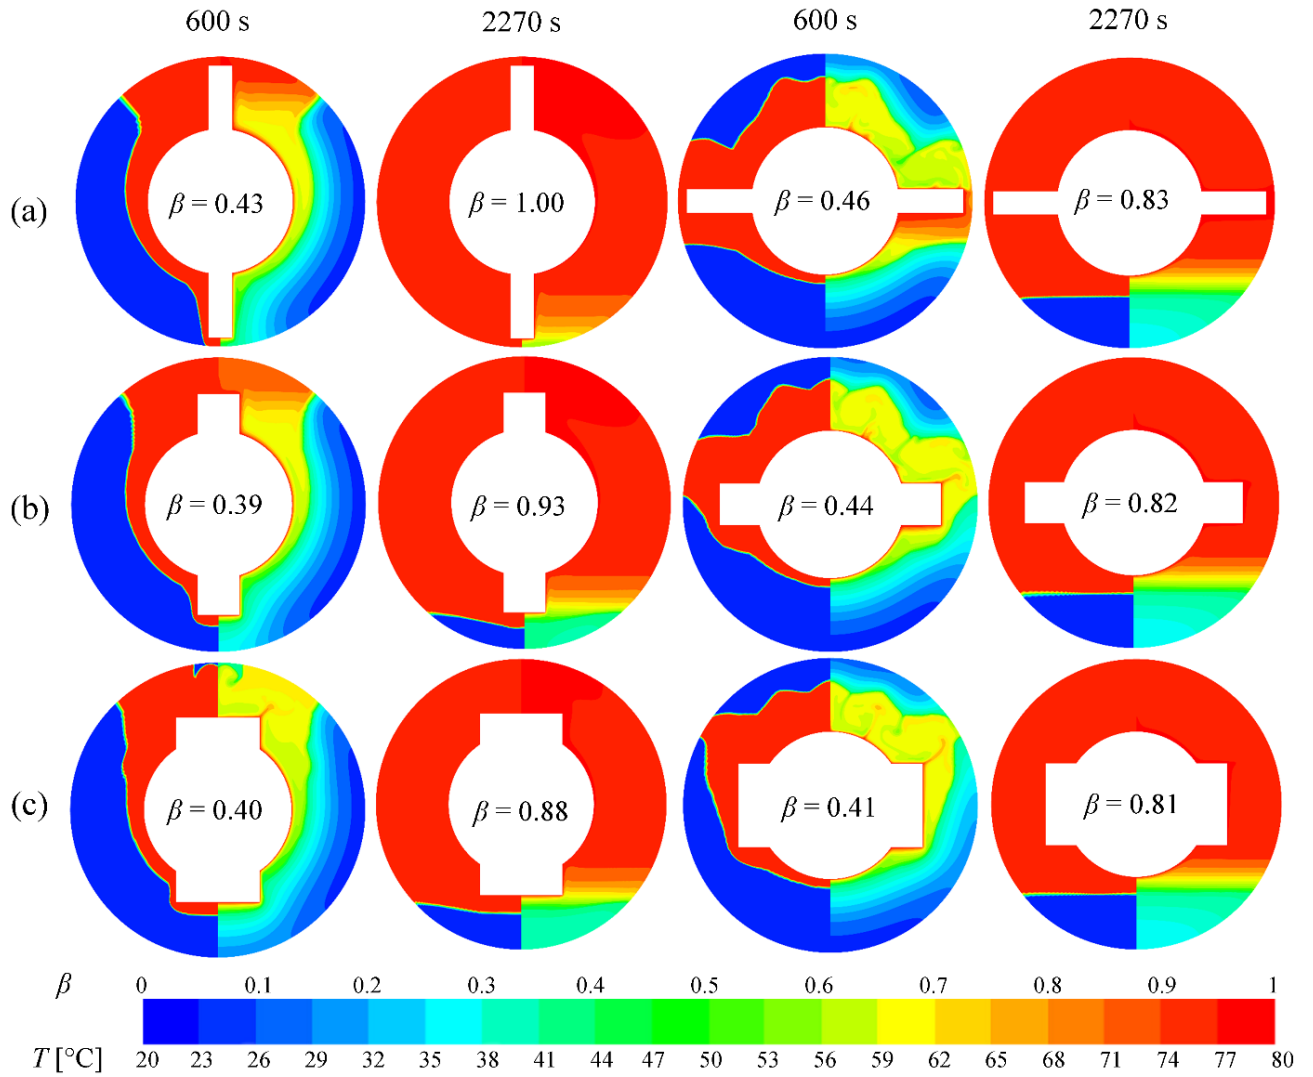 600 s 2270 s 600 s 2270 s
(a) β = 0.43 β = 1.00 β = 0.46 β = 0.83
(b) β = 0.39 β = 0.93 β = 0.44 β = 0.82
(c) β = 0.40 β = 0.88 β = 0.41 β = 0.81
β 0 0.1 0.2 0.3 0.4 0.5 0.6 0.7 0.8 0.9 1
T [°C] 20 23 26 29 32 35 38 41 44 47 50 53 56 59 62 65 68 71 74 77 80